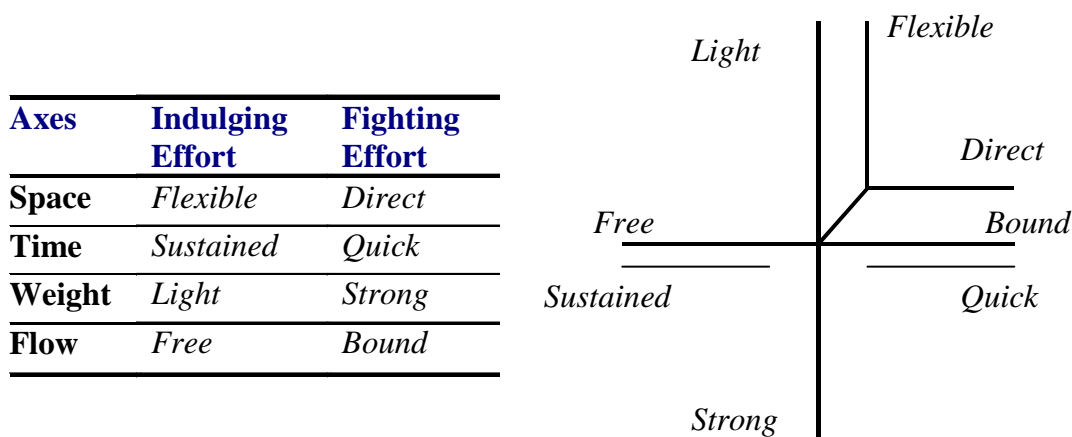 Axes Indulging Effort Fighting Effort
Space Flexible Direct
Time Sustained Quick
Weight Light Strong
Flow Free Bound
Flexible
Light
Direct
Free Bound
Sustained Quick
Strong